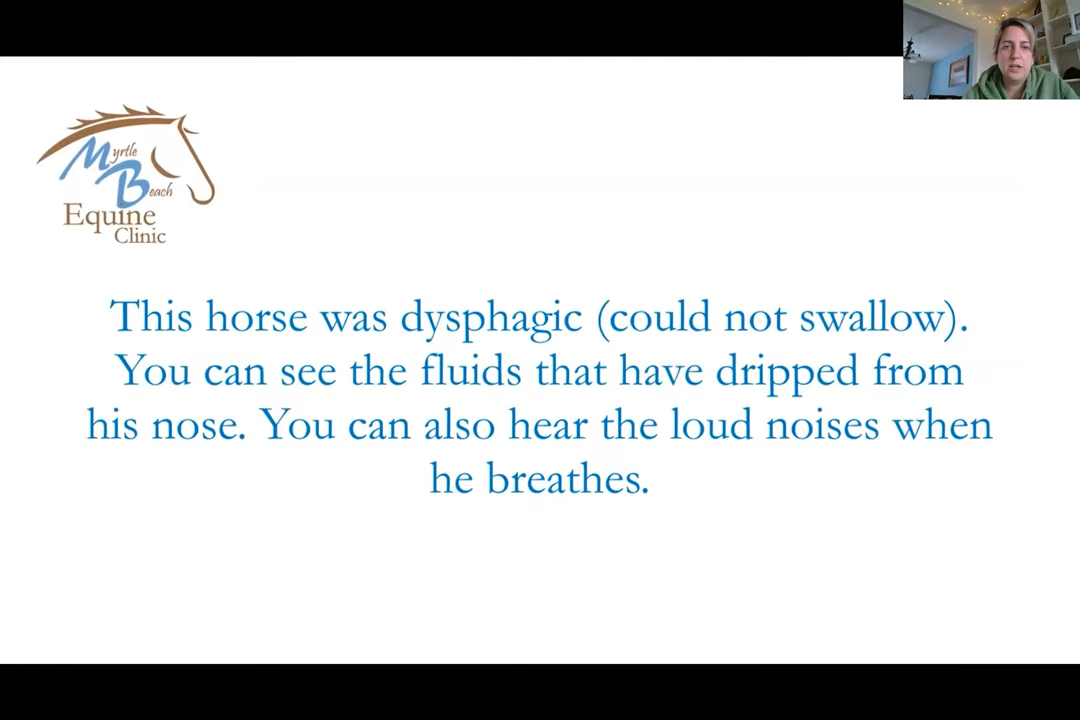 Myrtle
Beach
Equine
Clinic
This horse was dysphagic (could not swallow).
You can see the fluids that have dripped from
his nose. You can also hear the loud noises when
he breathes.